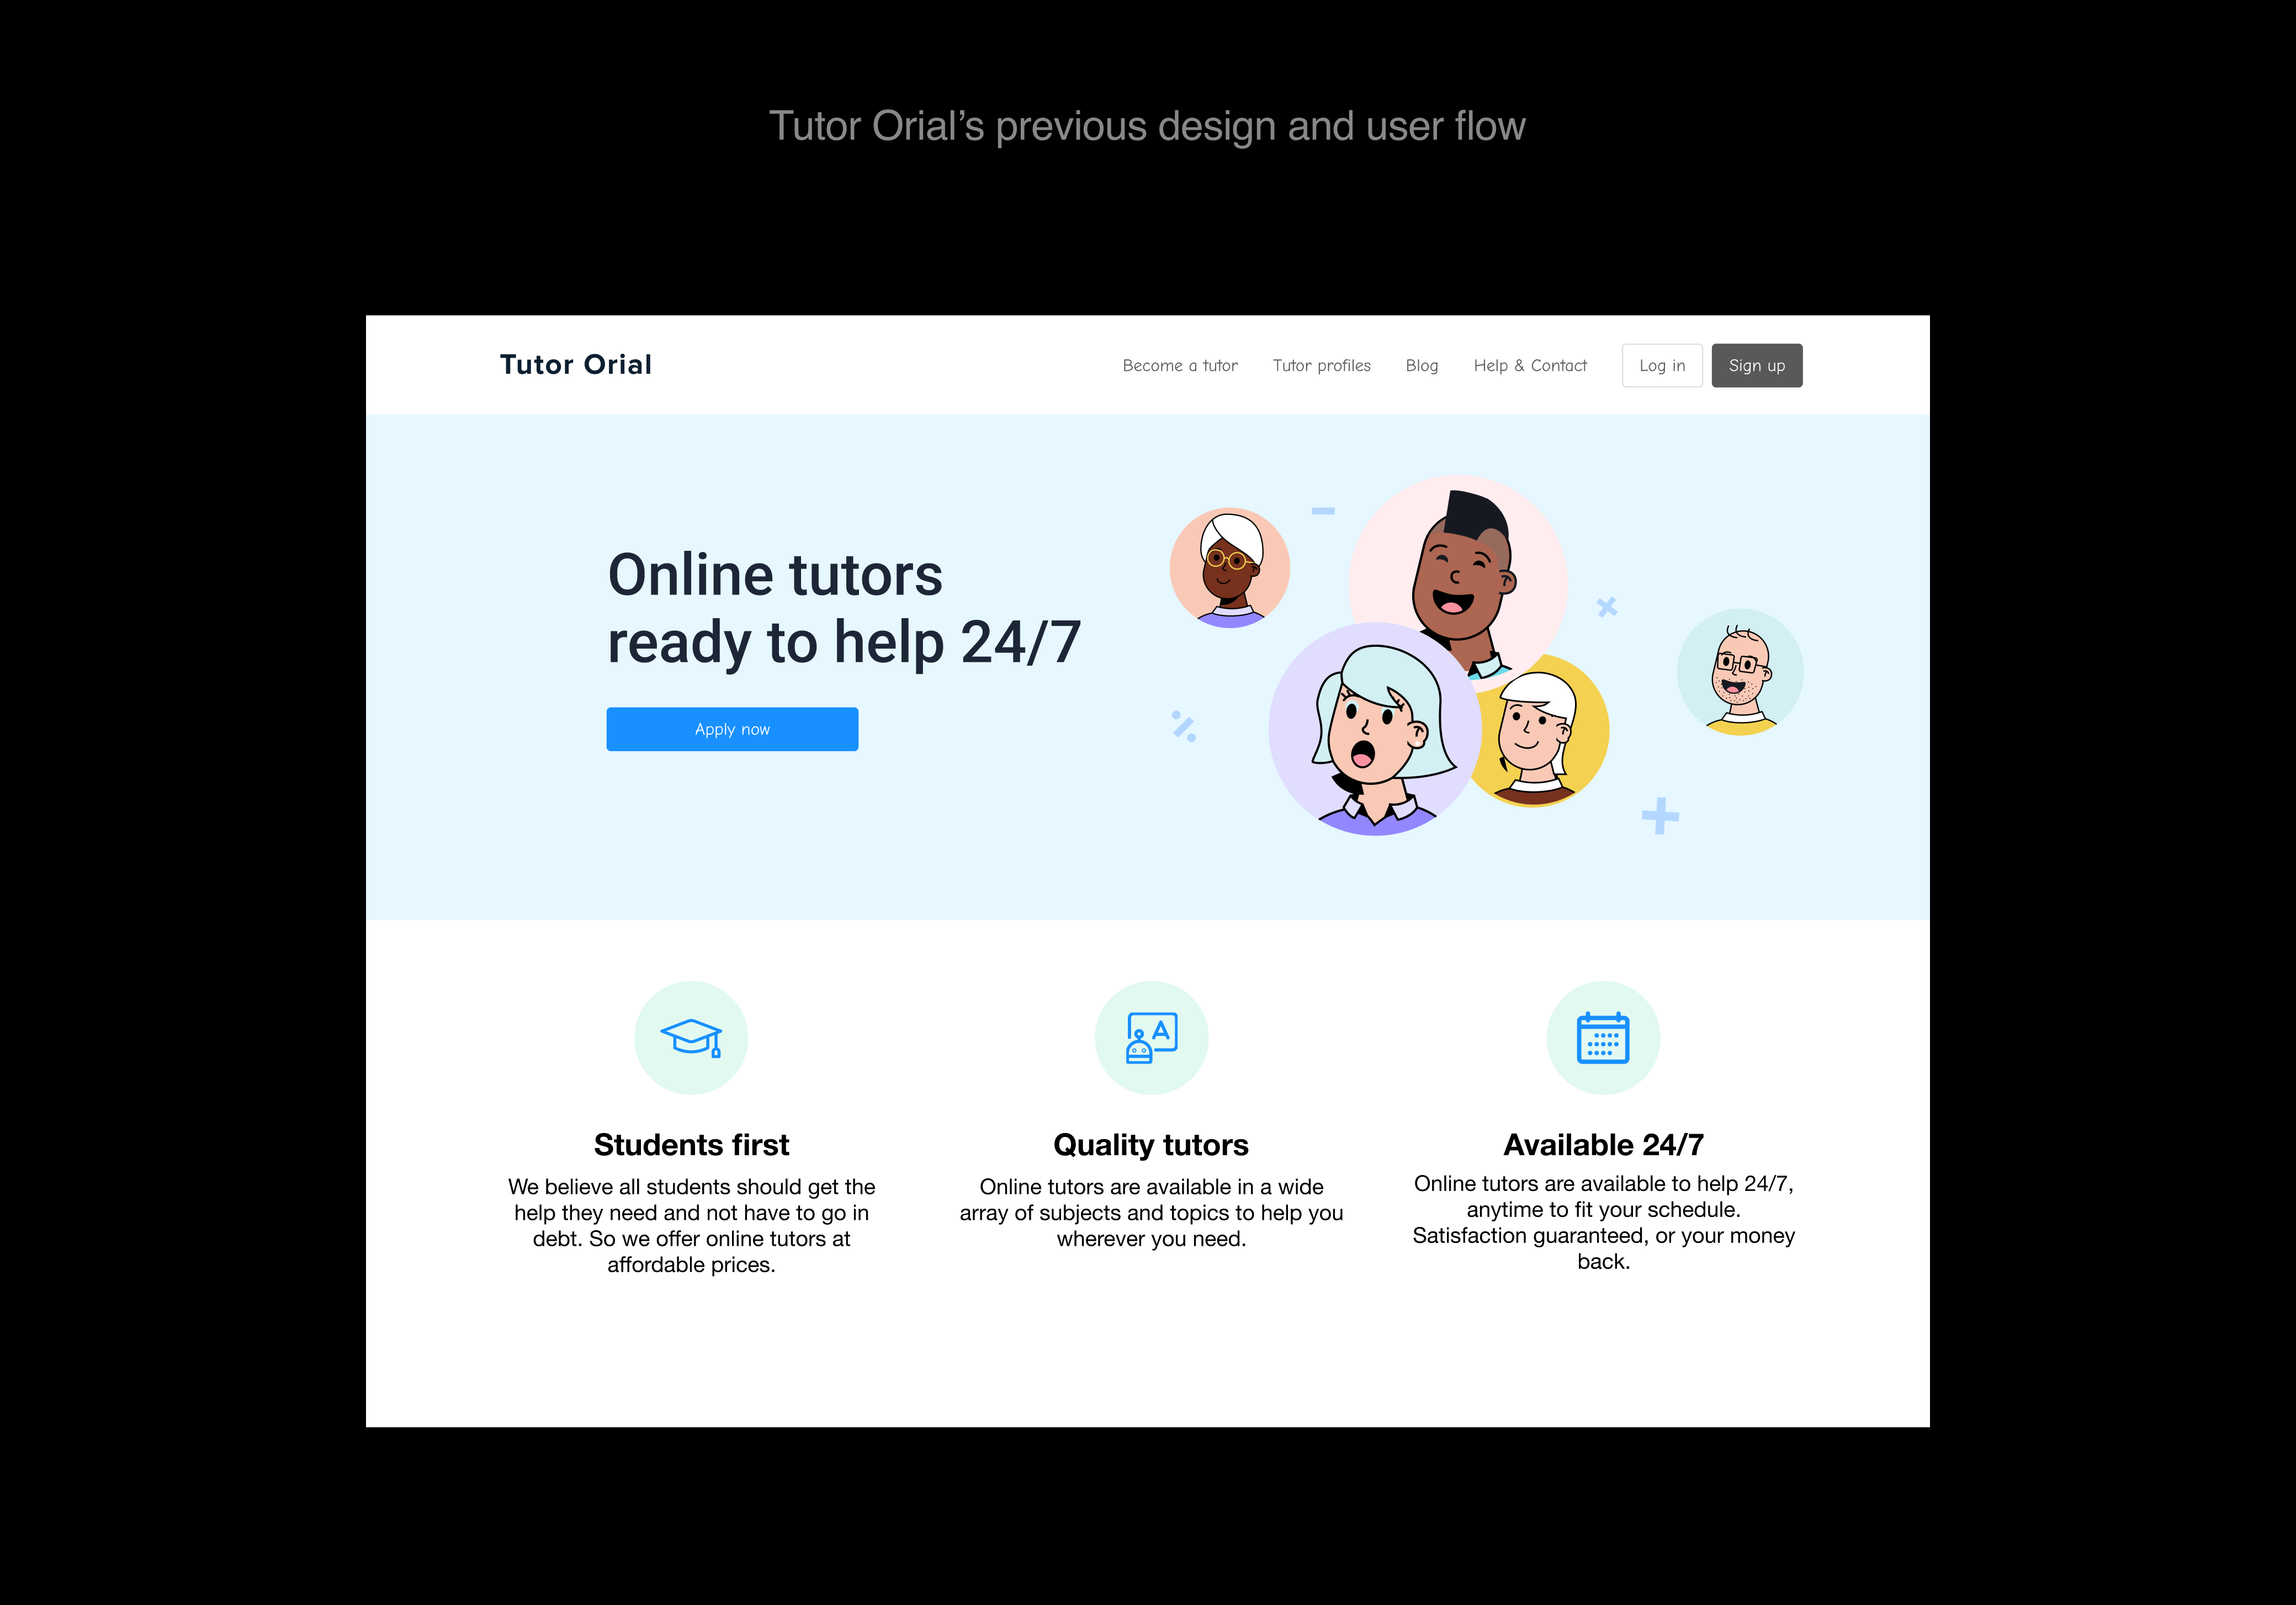 Tutor Orial’s previous design and user flow
Tutor Orial
Become a tutor
Tutor profiles
Blog
Help & Contact
Log in
Sign up
Online tutors
ready to help 24/7
Apply now
A
Students first
We believe all students should get the
help they need and not have to go in
debt. So we offer online tutors at
affordable prices.
Quality tutors
Online tutors are available in a wide
array of subjects and topics to help you
wherever you need.
Available 24/7
Online tutors are available to help 24/7,
anytime to fit your schedule.
Satisfaction guaranteed, or your money
back.